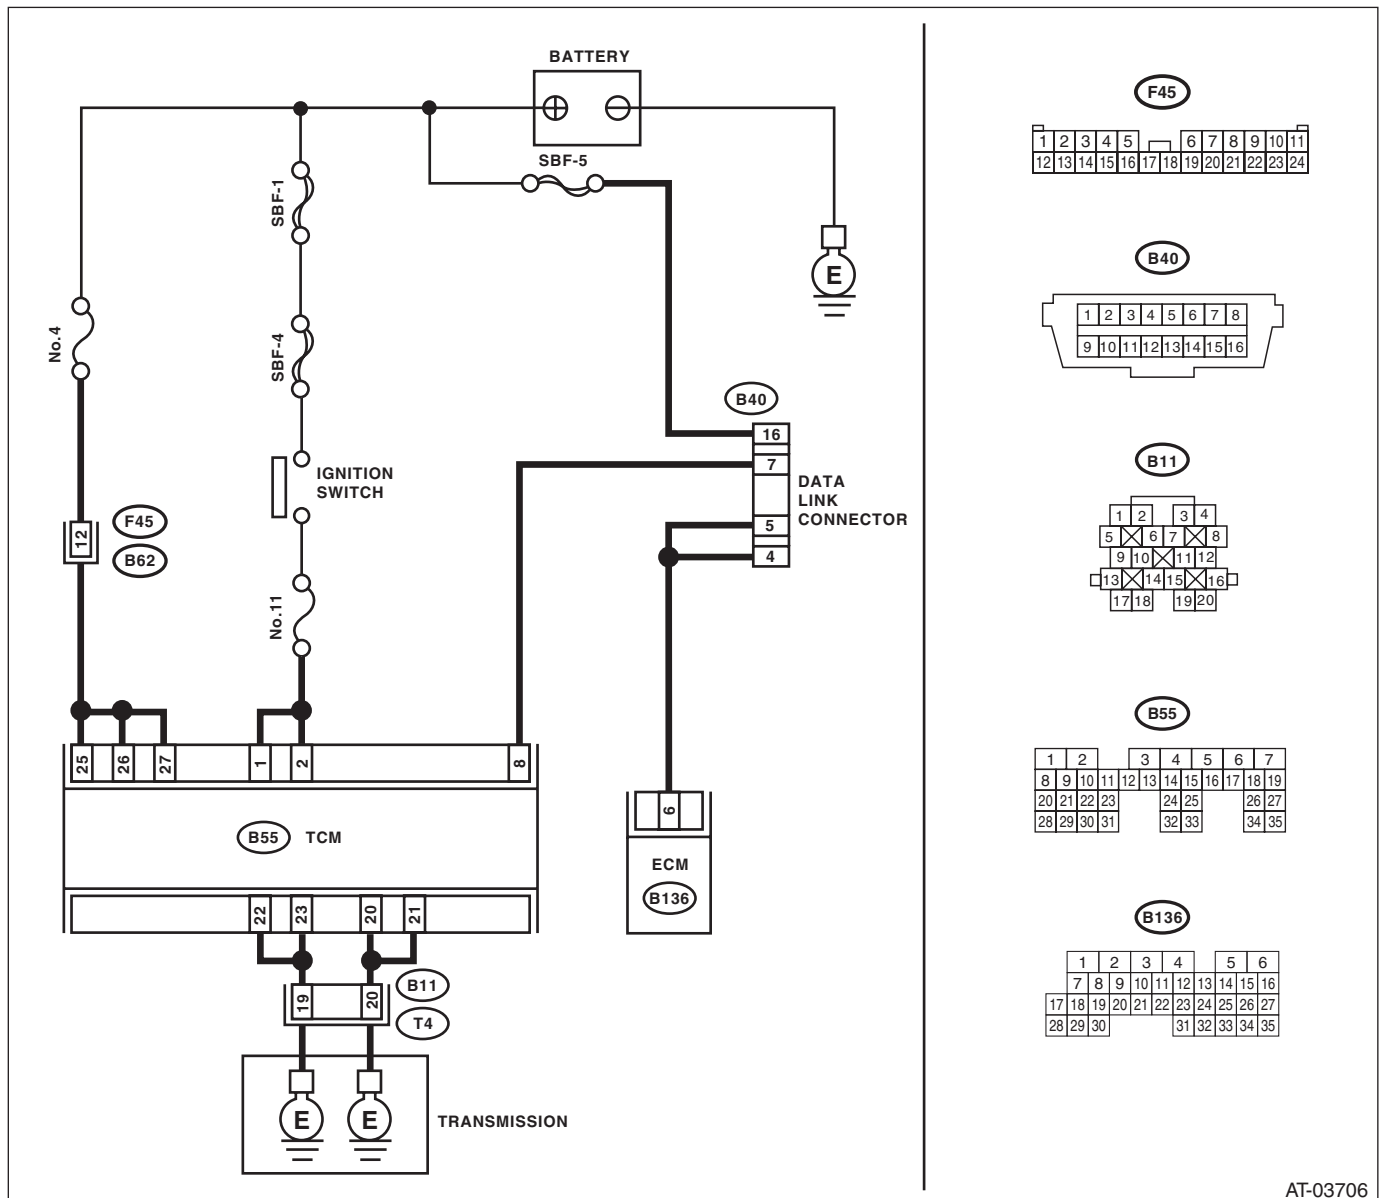 BATTERY
SBF-5
SBF-1
No.4
SBF-4
E
IGNITION
SWITCH
B40
16
7
5
4
DATA
LINK
CONNECTOR
12
F45
B62
No.11
25 26 27 1 2 8
B55 TCM
22 23 20 21
6
ECM
B136
19 20
B11
T4
E E
TRANSMISSION
F45
1 2 3 4 5 6 7 8 9 10 11
12 13 14 15 16 17 18 19 20 21 22 23 24
B40
1 2 3 4 5 6 7 8
9 10 11 12 13 14 15 16
B11
1 2 3 4
5 6 7 8
9 10 11 12
13 14 15 16
17 18 19 20
B55
1 2 3 4 5 6 7
8 9 10 11 12 13 14 15 16 17 18 19
20 21 22 23 24 25 26 27
28 29 30 31 32 33 34 35
B136
1 2 3 4 5 6
7 8 9 10 11 12 13 14 15 16
17 18 19 20 21 22 23 24 25 26 27
28 29 30 31 32 33 34 35
AT-03706